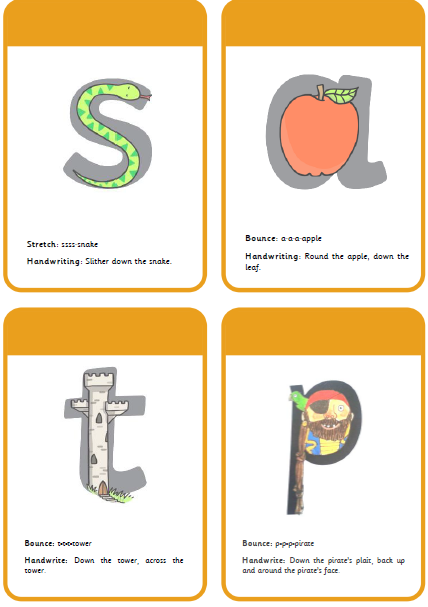 Stretch: ssss-snake
Handwriting: Slither down the snake.
Bounce: a-a-a-apple
Handwriting: Round the apple, down the
leaf.
Bounce: t-t-t-tower
Handwrite: Down the tower, across the
tower.
Bounce: p-p-p-pirate
Handwrite: Down the pirate's plait, back up
and around the pirate's face.